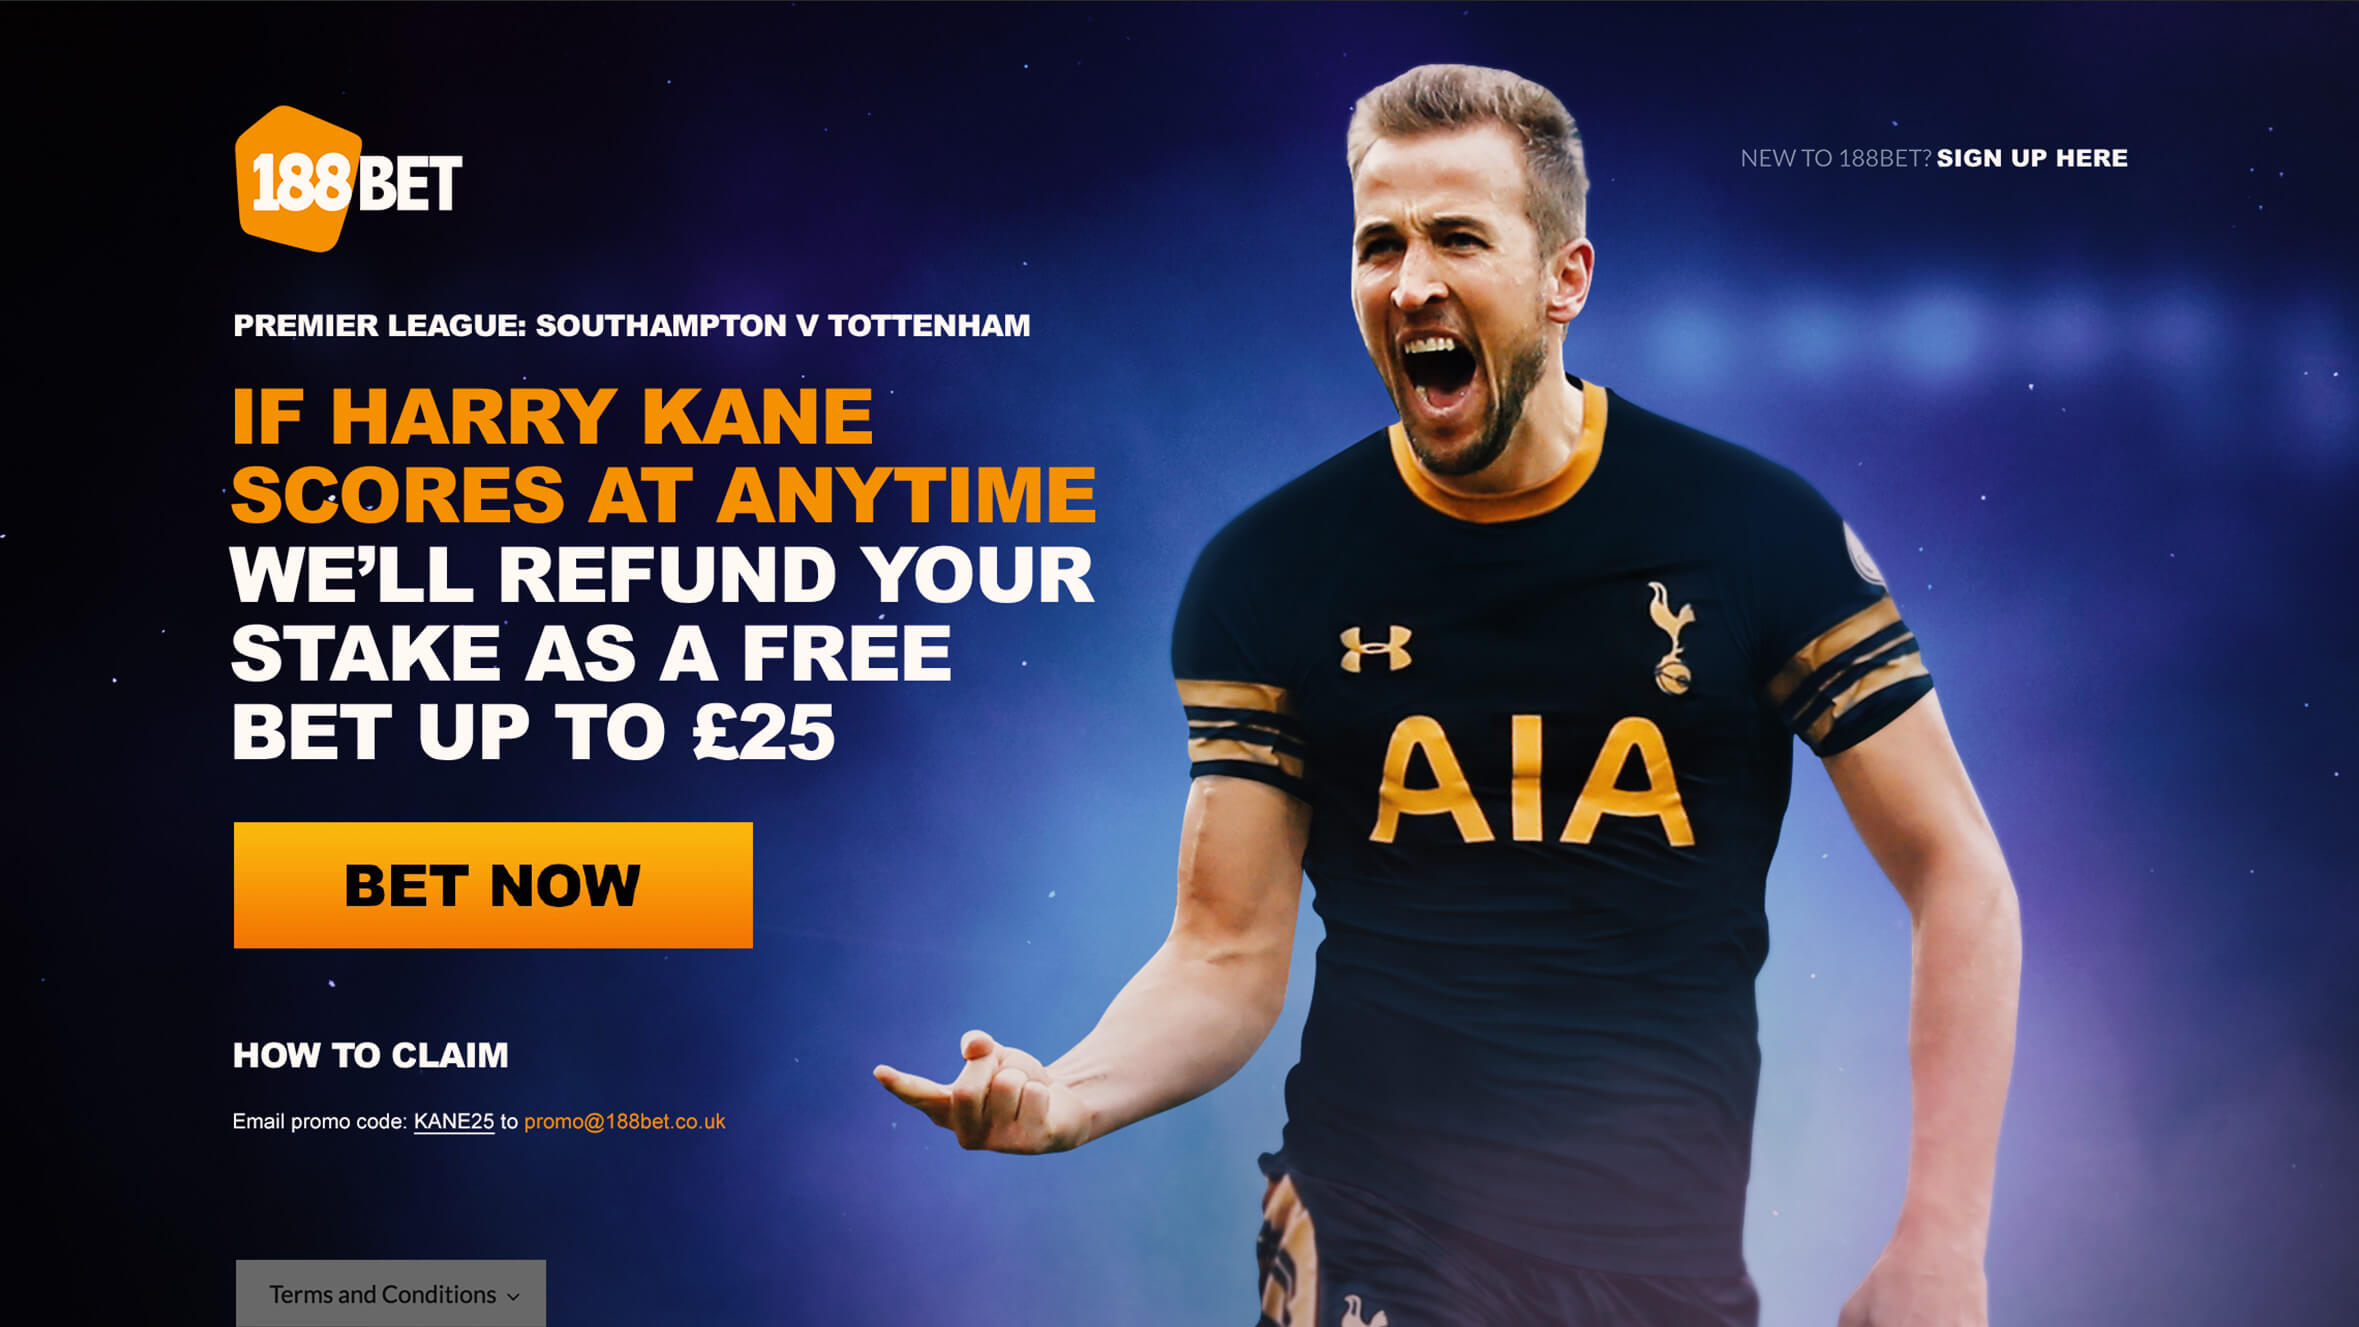 188BET
NEW TO 188BET? SIGN UP HERE
PREMIER LEAGUE: SOUTHAMPTON V TOTTENHAM
IF HARRY KANE
SCORES AT ANYTIME
WE’LL REFUND YOUR
STAKE AS A FREE
BET UP TO £25
BET NOW
HOW TO CLAIM
Email promo code: KANE25 to promo@188bet.co.uk
Terms and Conditions
AIA